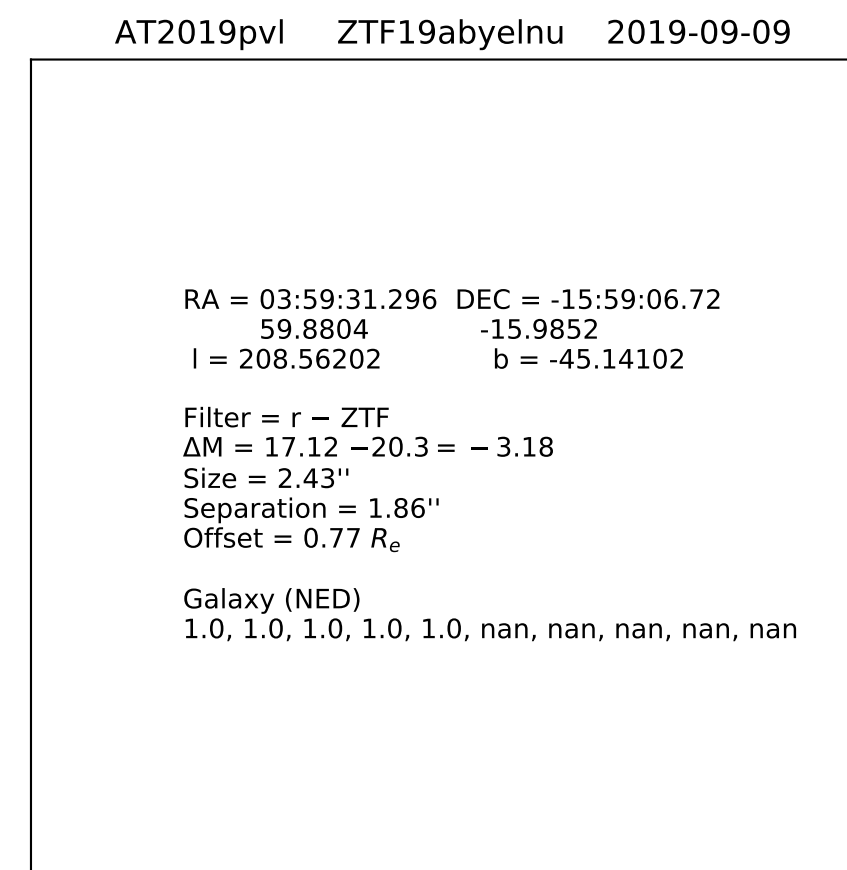 AT2019pvl ZTF19abyelnu 2019-09-09
RA = 03:59:31.296 DEC = -15:59:06.72
59.8804 -15.9852
l = 208.56202 b = -45.14102
Filter = r − ZTF
ΔM = 17.12 −20.3 = −3.18
Size = 2.43''
Separation = 1.86''
Offset = 0.77 Rₑ
Galaxy (NED)
1.0, 1.0, 1.0, 1.0, 1.0, nan, nan, nan, nan, nan